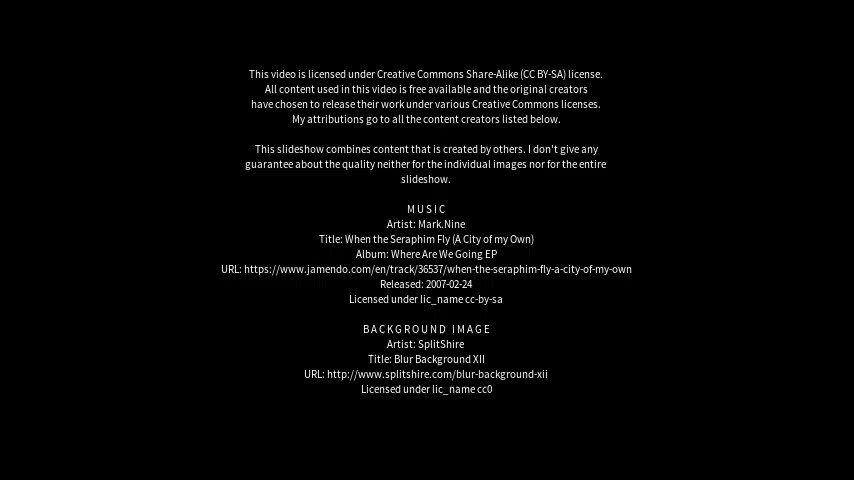 This video is licensed under Creative Commons Share-Alike (CC BY-SA) license.
All content used in this video is free available and the original creators
have chosen to release their work under various Creative Commons licenses.
My attributions go to all the content creators listed below.
This slideshow combines content that is created by others. I don't give any
guarantee about the quality neither for the individual images nor for the entire
slideshow.
MUSIC
Artist: Mark.Nine
Title: When the Seraphim Fly (A City of my Own)
Album: Where Are We Going EP
URL: https://www.jamendo.com/en/track/36537/when-the-seraphim-fly-a-city-of-my-own
Released: 2007-02-24
Licensed under lic_name cc-by-sa
BACKGROUND IMAGE
Artist: SplitShire
Title: Blur Background XII
URL: http://www.splitshire.com/blur-background-xii
Licensed under lic_name cc0